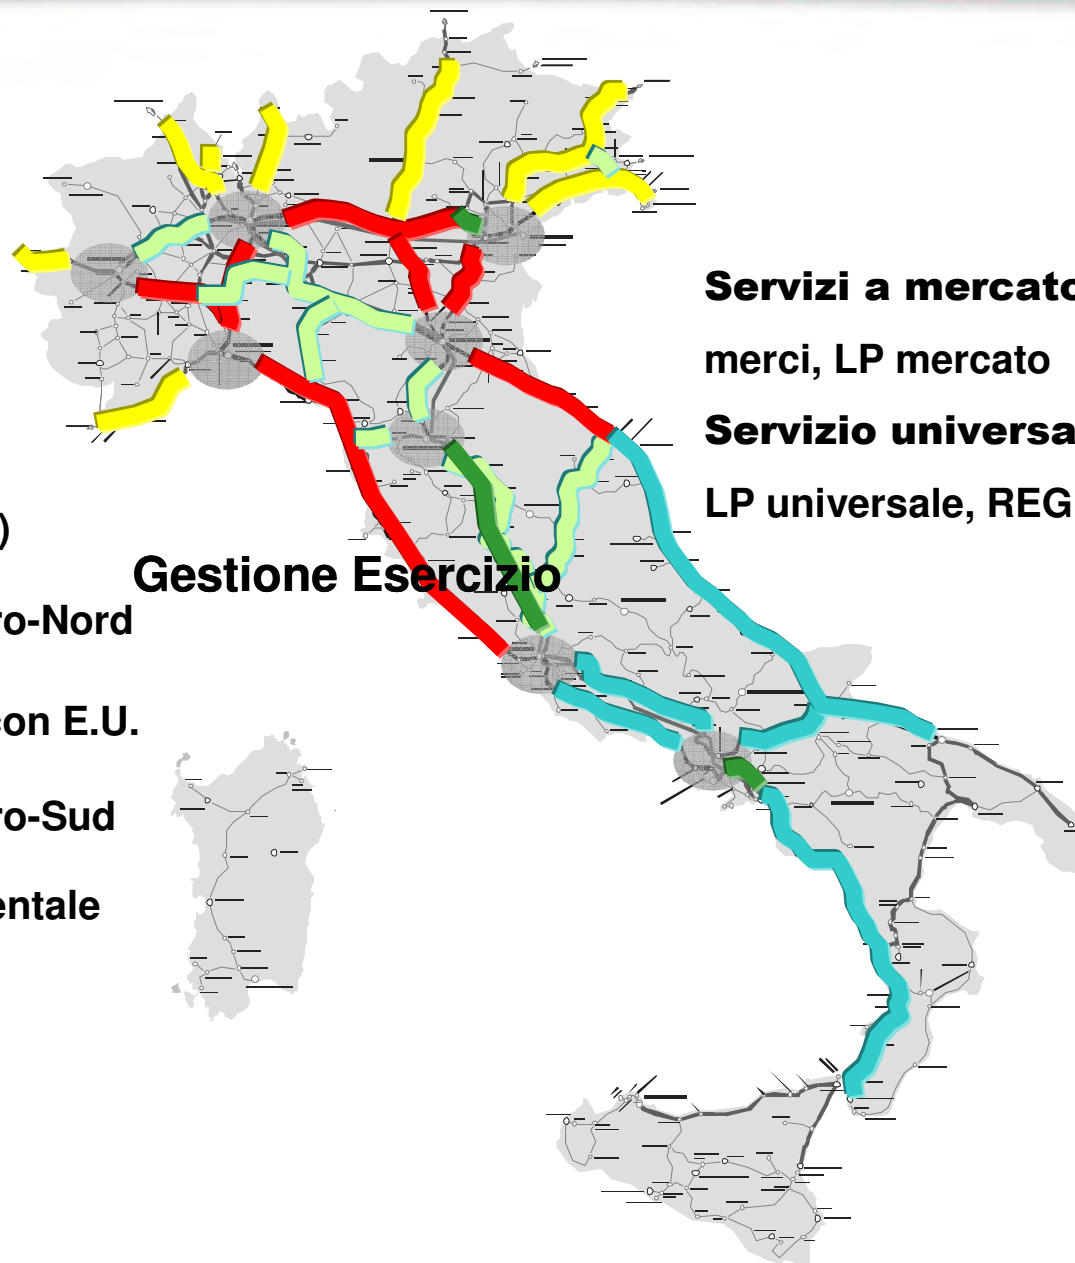 Servizi a mercato
merci, LP mercato
Servizio universa
LP universale, REG
)
Gestione Esercizio
ro-Nord
con E.U.
ro-Sud
entale